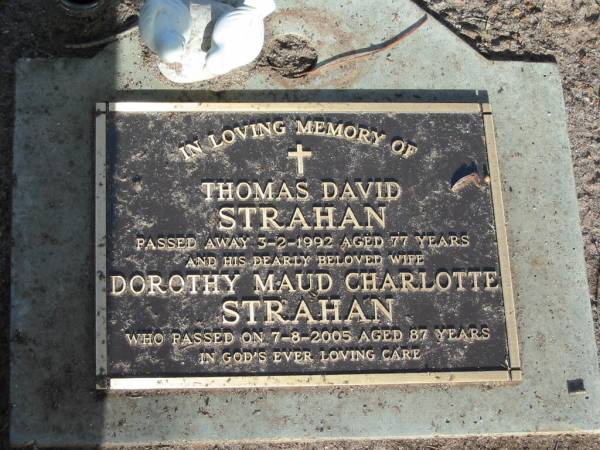 IN LOVING MEMORY OF
THOMAS DAVID
STRAHAN
PASSED AWAY 3-2-1992 AGED 77 YEARS
AND HIS DEARLY BELOVED WIFE
DOROTHY MAUD CHARLOTTE
STRAHAN
WHO PASSED ON 7-8-2005 AGED 87 YEARS
IN GOD'S EVER LOVING CARE